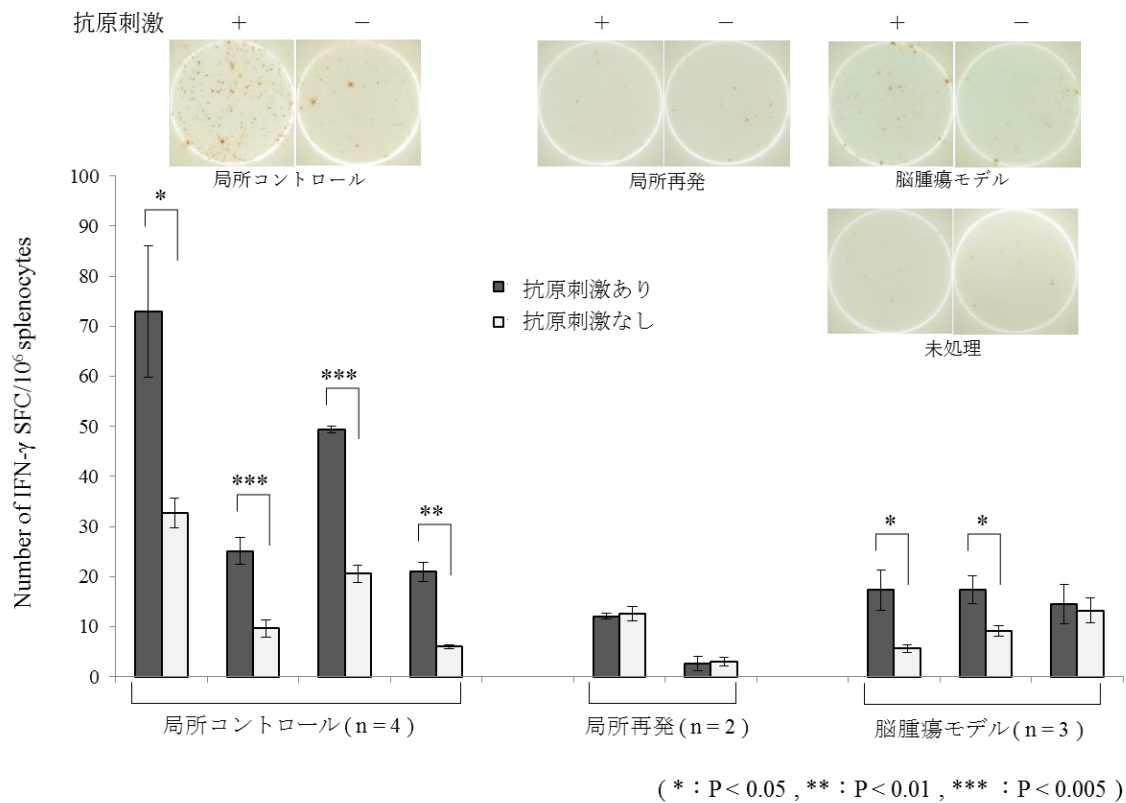 抗原刺激 + − + − + −
局所コントロール 局所再発 脳腫瘍モデル
未処理
Number of IFN-γ SFC/10⁶ splenocytes
100
90
80
70
60
50
40
30
20
10
0
* *** *** ** * *
抗原刺激あり
抗原刺激なし
局所コントロール ( n = 4 ) 局所再発 ( n = 2 ) 脳腫瘍モデル ( n = 3 )
( *：P < 0.05 , **：P < 0.01 , ***：P < 0.005 )